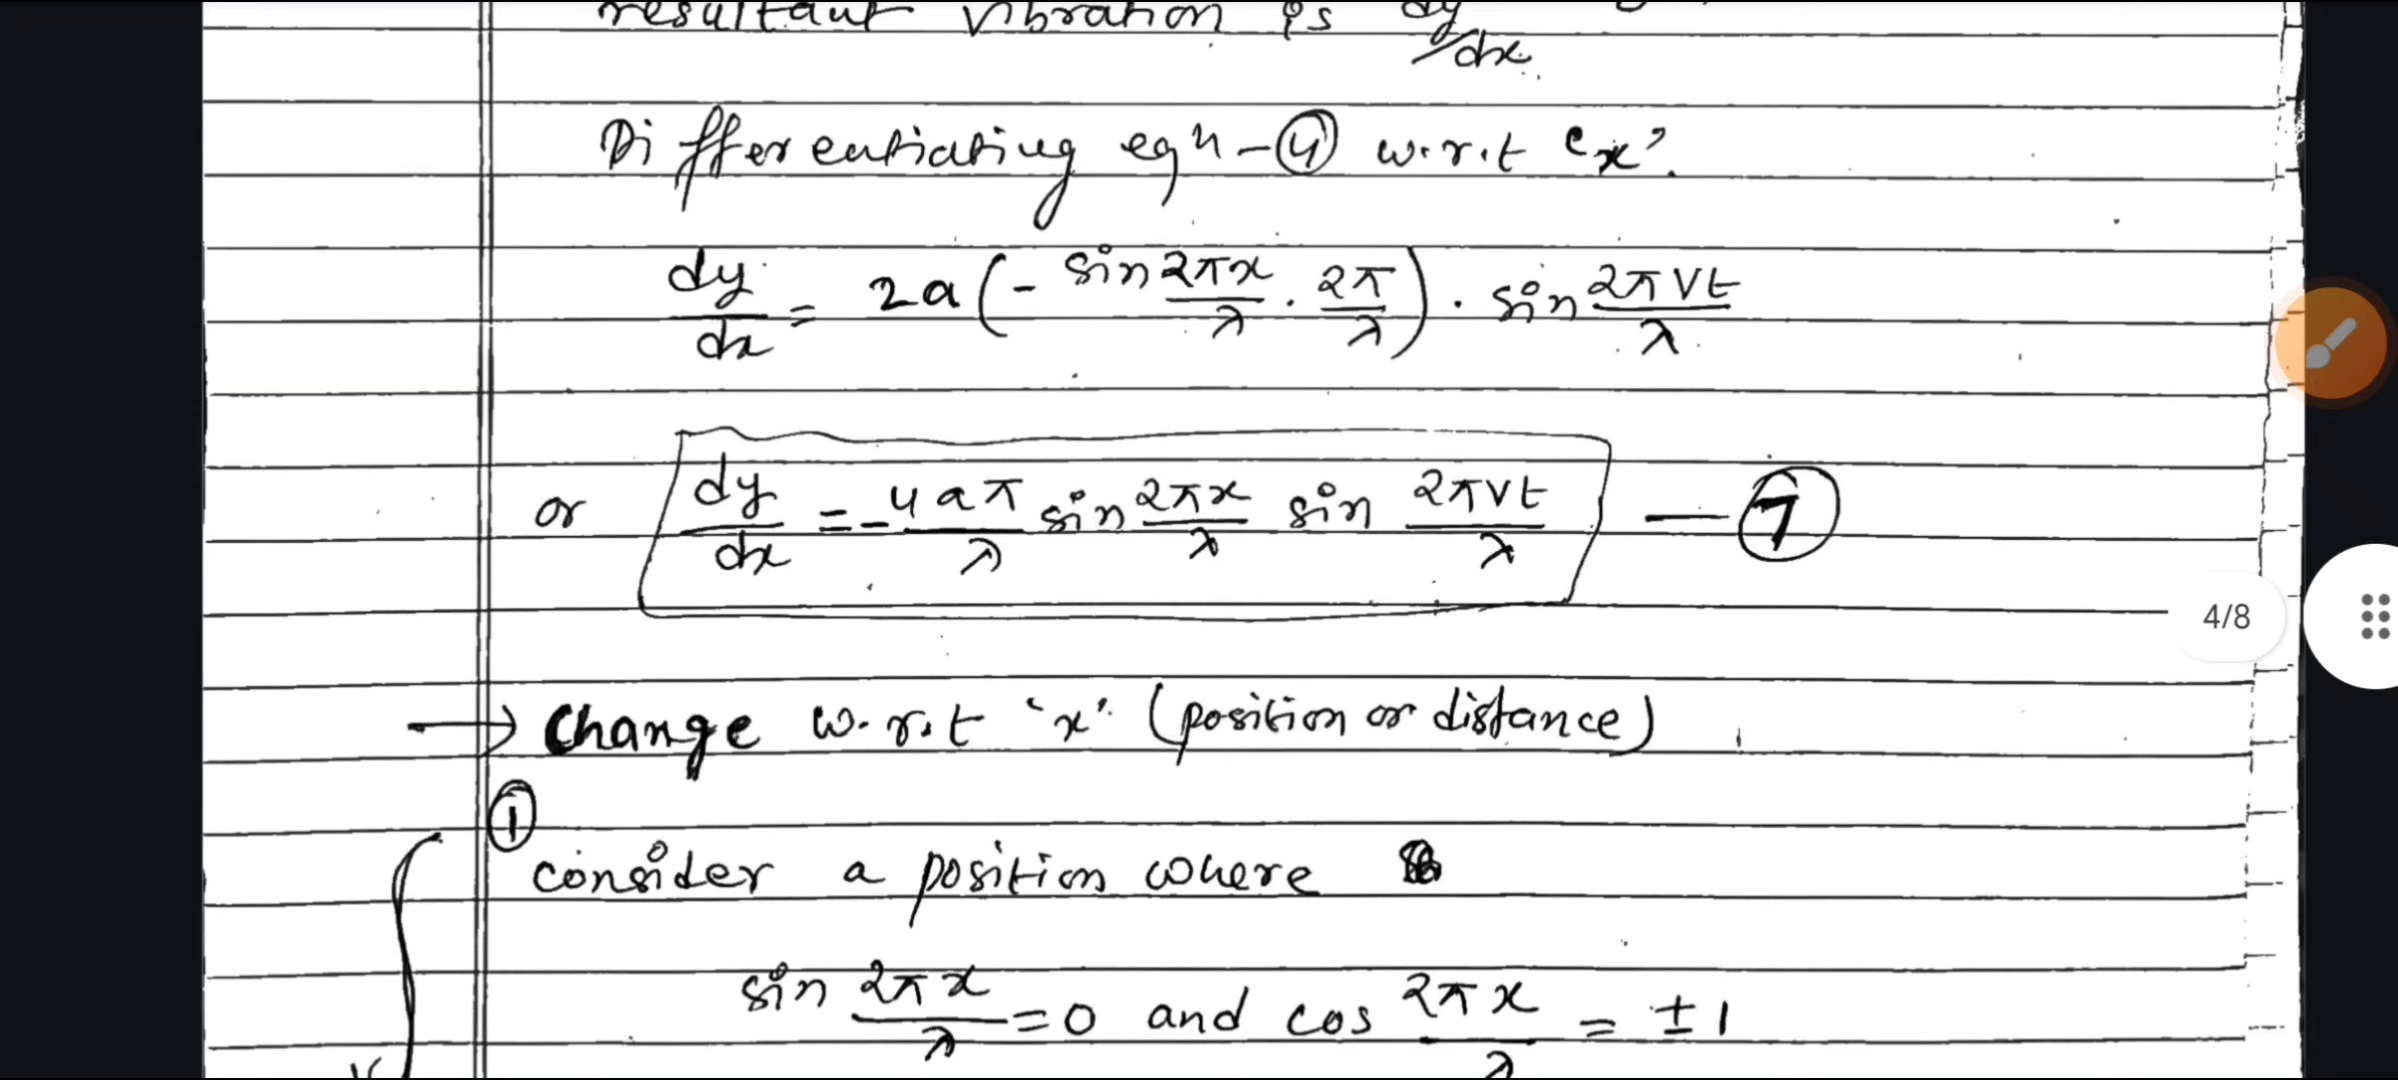 resultant vibration is dy/dx.
Differentiating eqn-④ w.r.t 'x'.
dy/dx = 2a(-sin 2πx/λ . 2π/λ) . sin 2πVt/λ
or dy/dx = -4aπ/λ sin 2πx/λ sin 2πVt/λ — ⑦
4/8
→ Change w.r.t 'x' (position or distance)
①
consider a position where
sin 2πx/λ = 0 and cos 2πx/λ = ±1